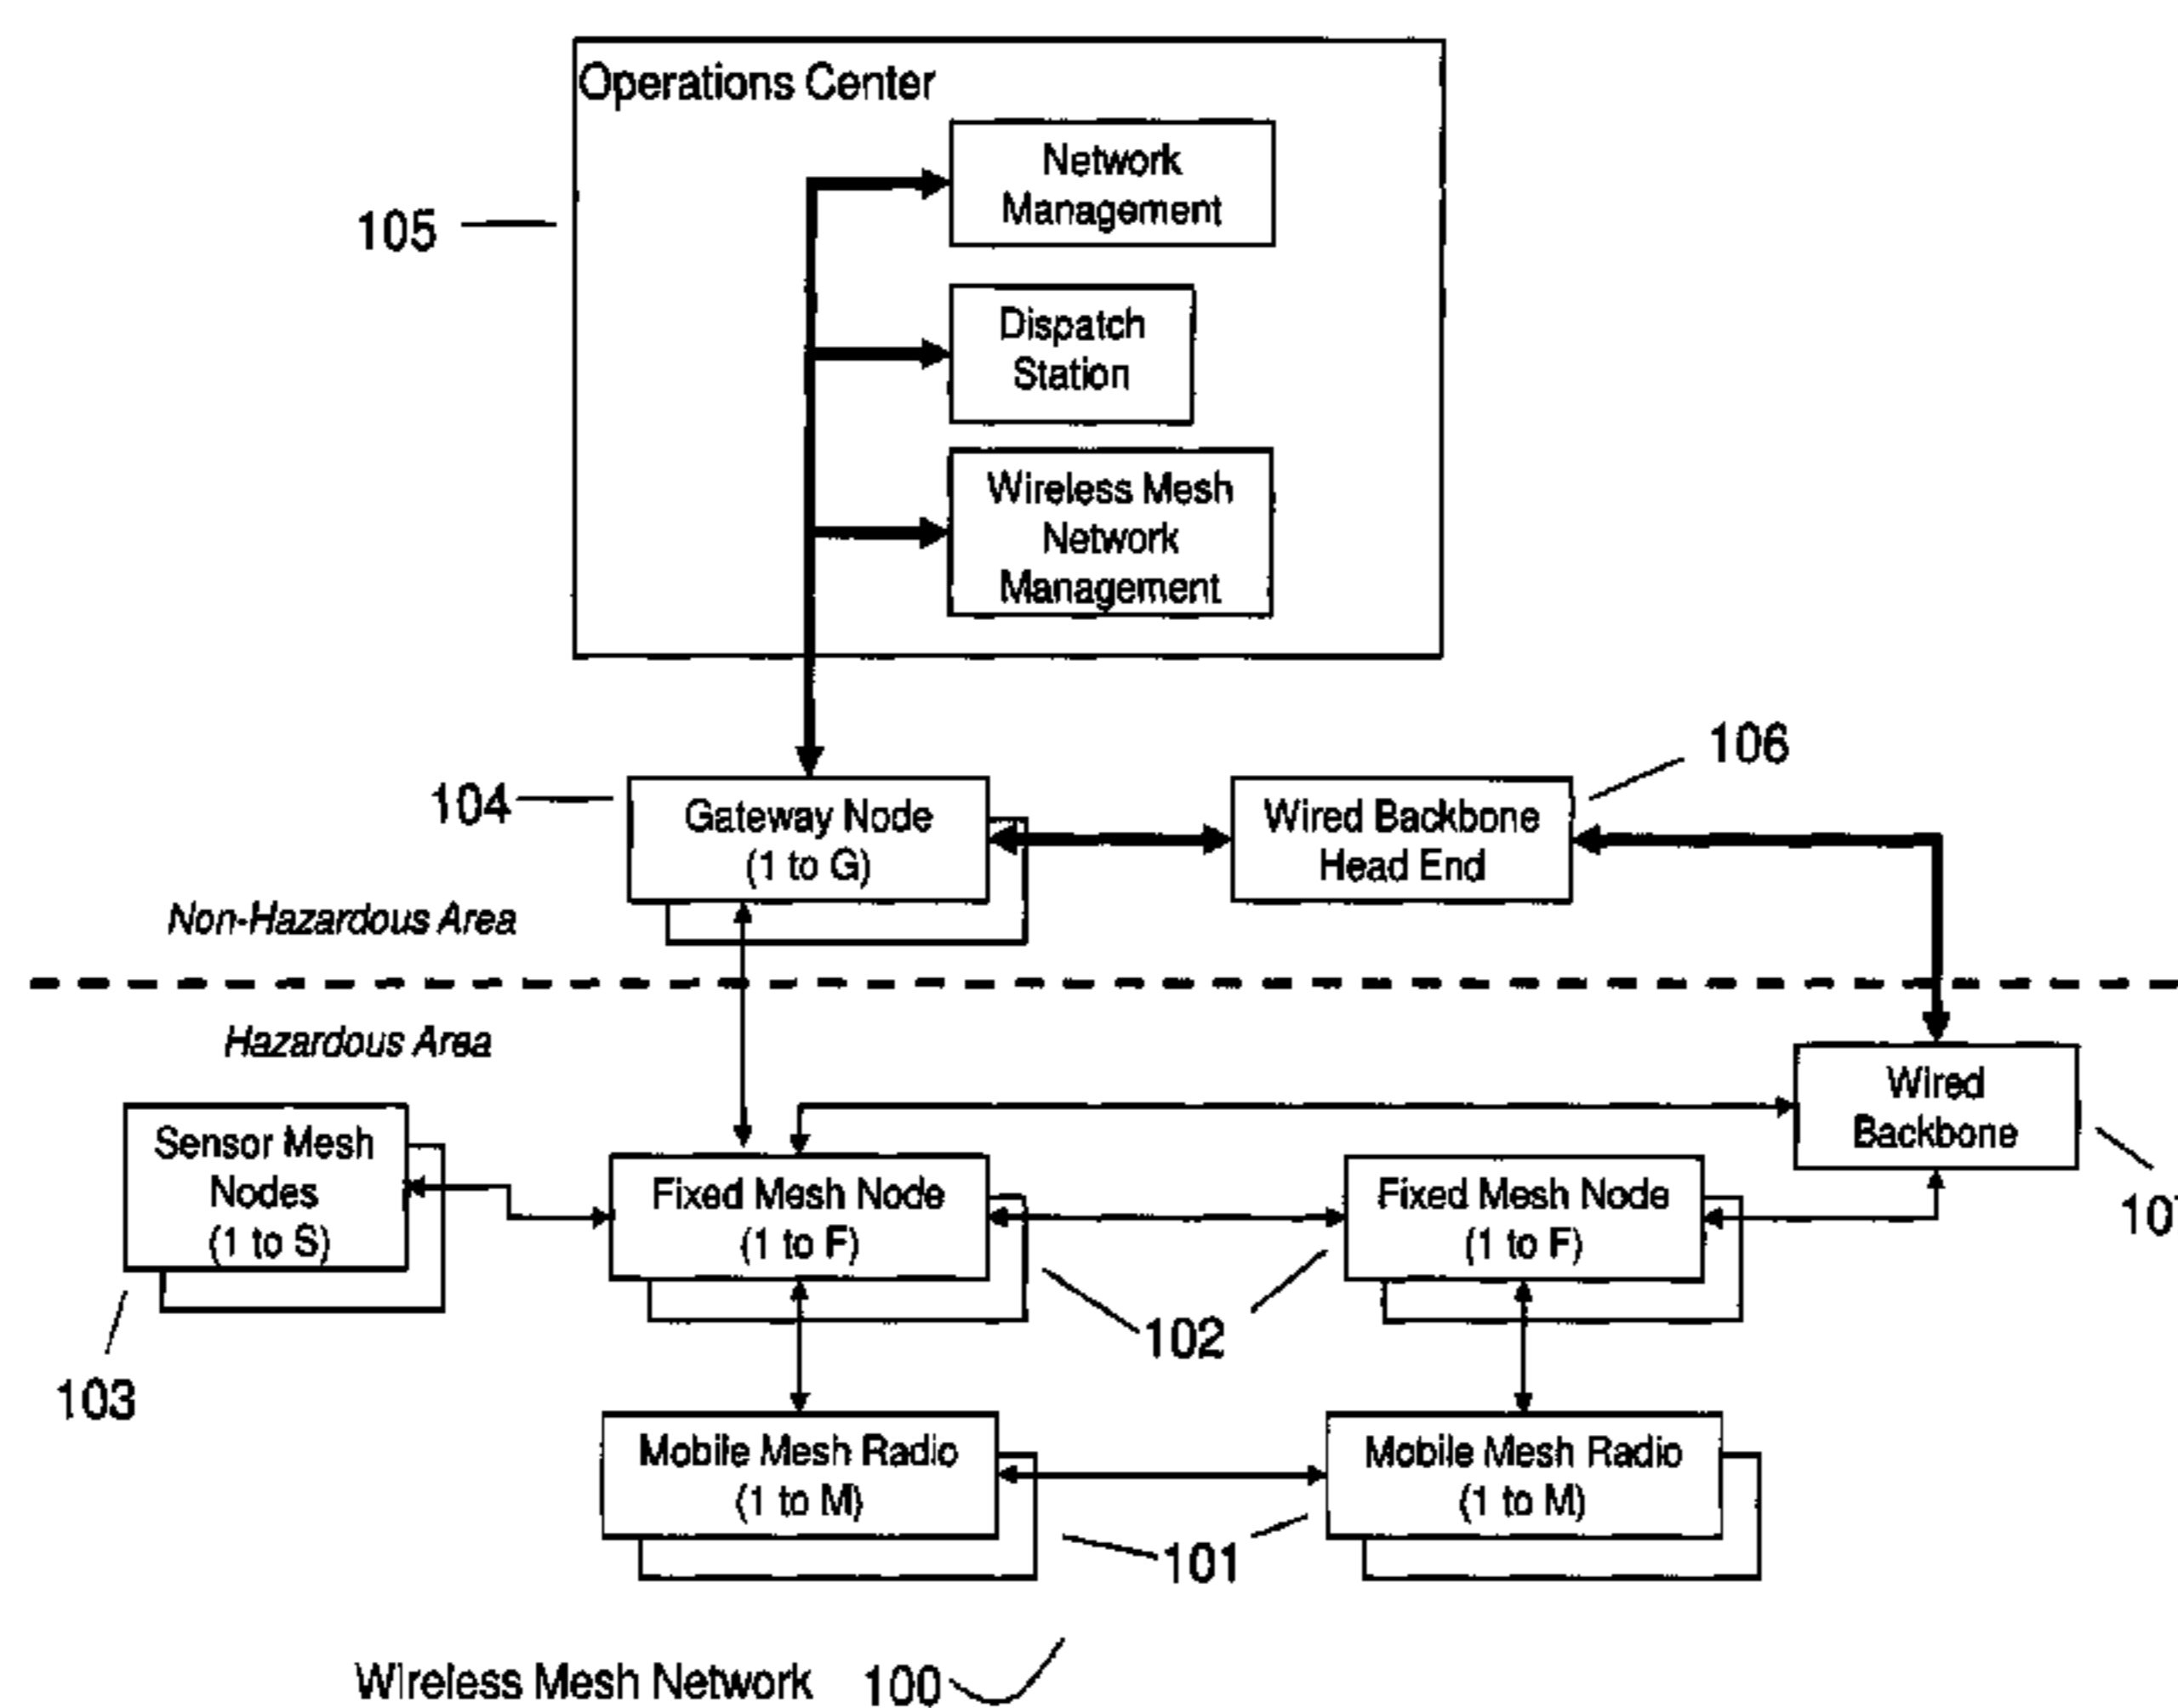 Operations Center
Network
Management
105
Dispatch
Station
Wireless Mesh
Network
Management
106
104
Gateway Node
(1 to G)
Wired Backbone
Head End
Non-Hazardous Area
Hazardous Area
Wired
Backbone
Sensor Mesh
Nodes
(1 to S)
Fixed Mesh Node
(1 to F)
Fixed Mesh Node
(1 to F)
102
103
Mobile Mesh Radio
(1 to M)
Mobile Mesh Radio
(1 to M)
101
Wireless Mesh Network 100